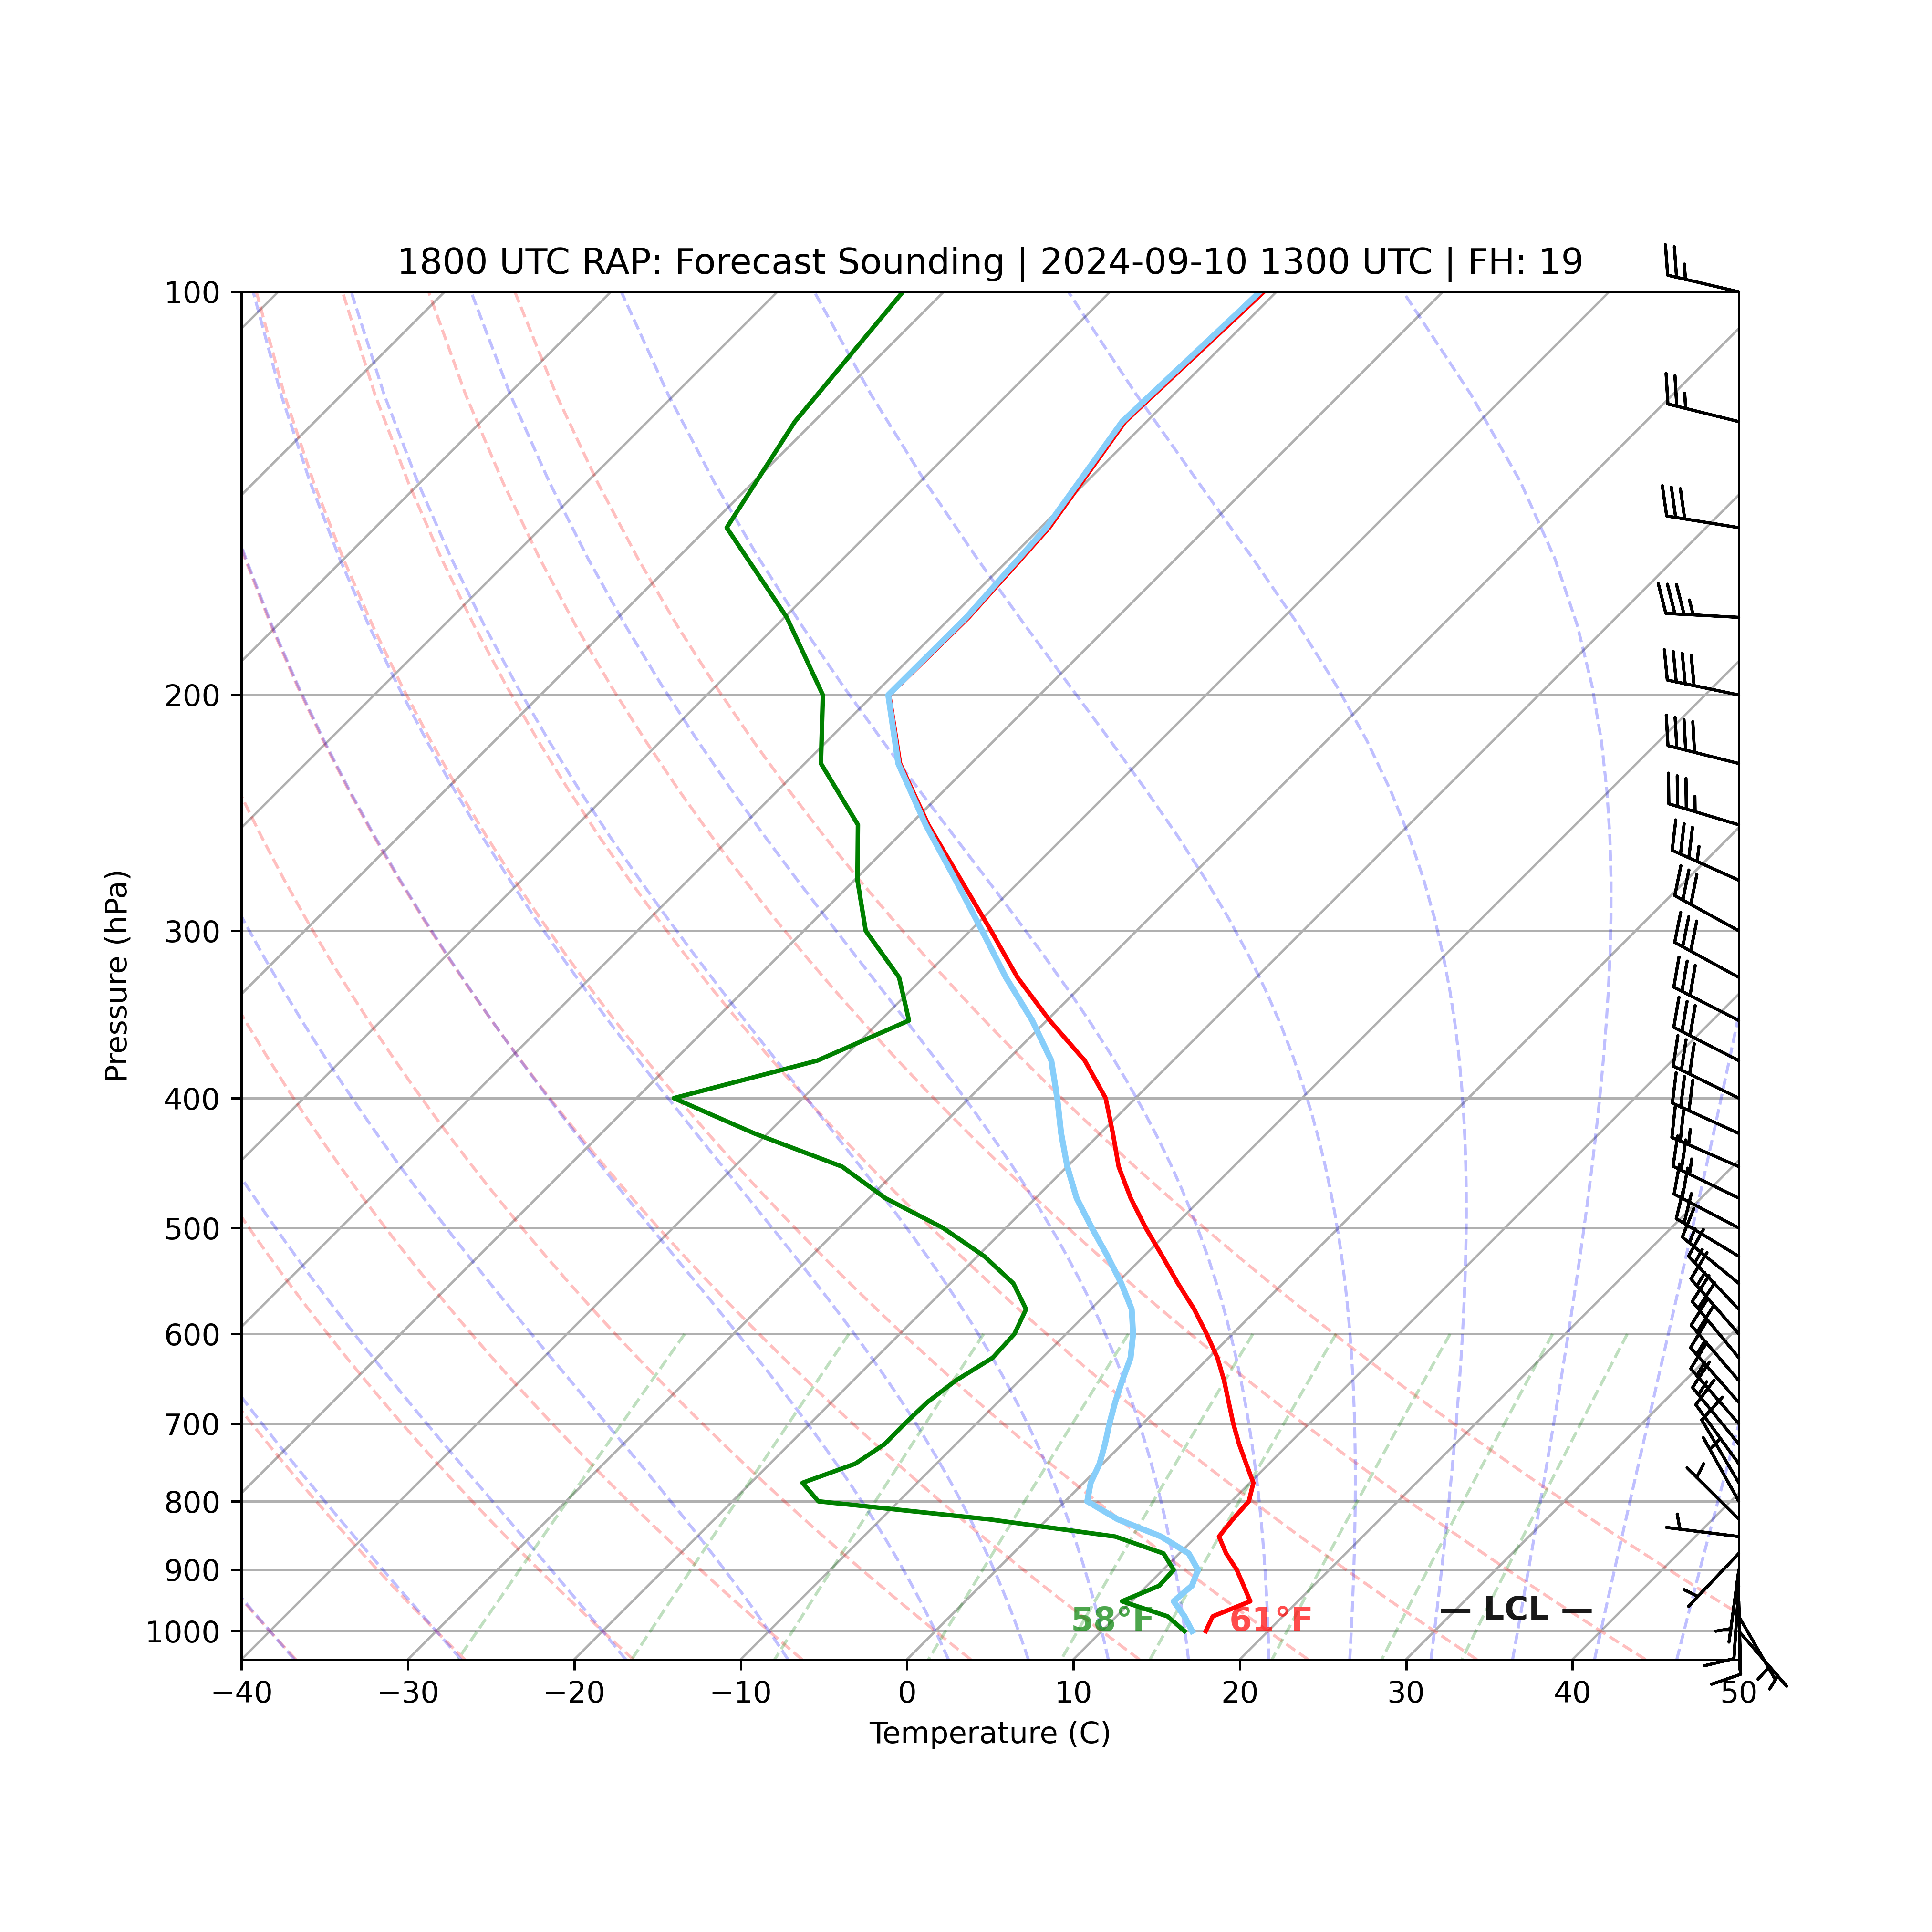 1800 UTC RAP: Forecast Sounding | 2024-09-10 1300 UTC | FH: 19
100
200
300
400
500
600
700
800
900
1000
Pressure (hPa)
58°F
61°F
— LCL —
−40 −30 −20 −10 0 10 20 30 40 50
Temperature (C)